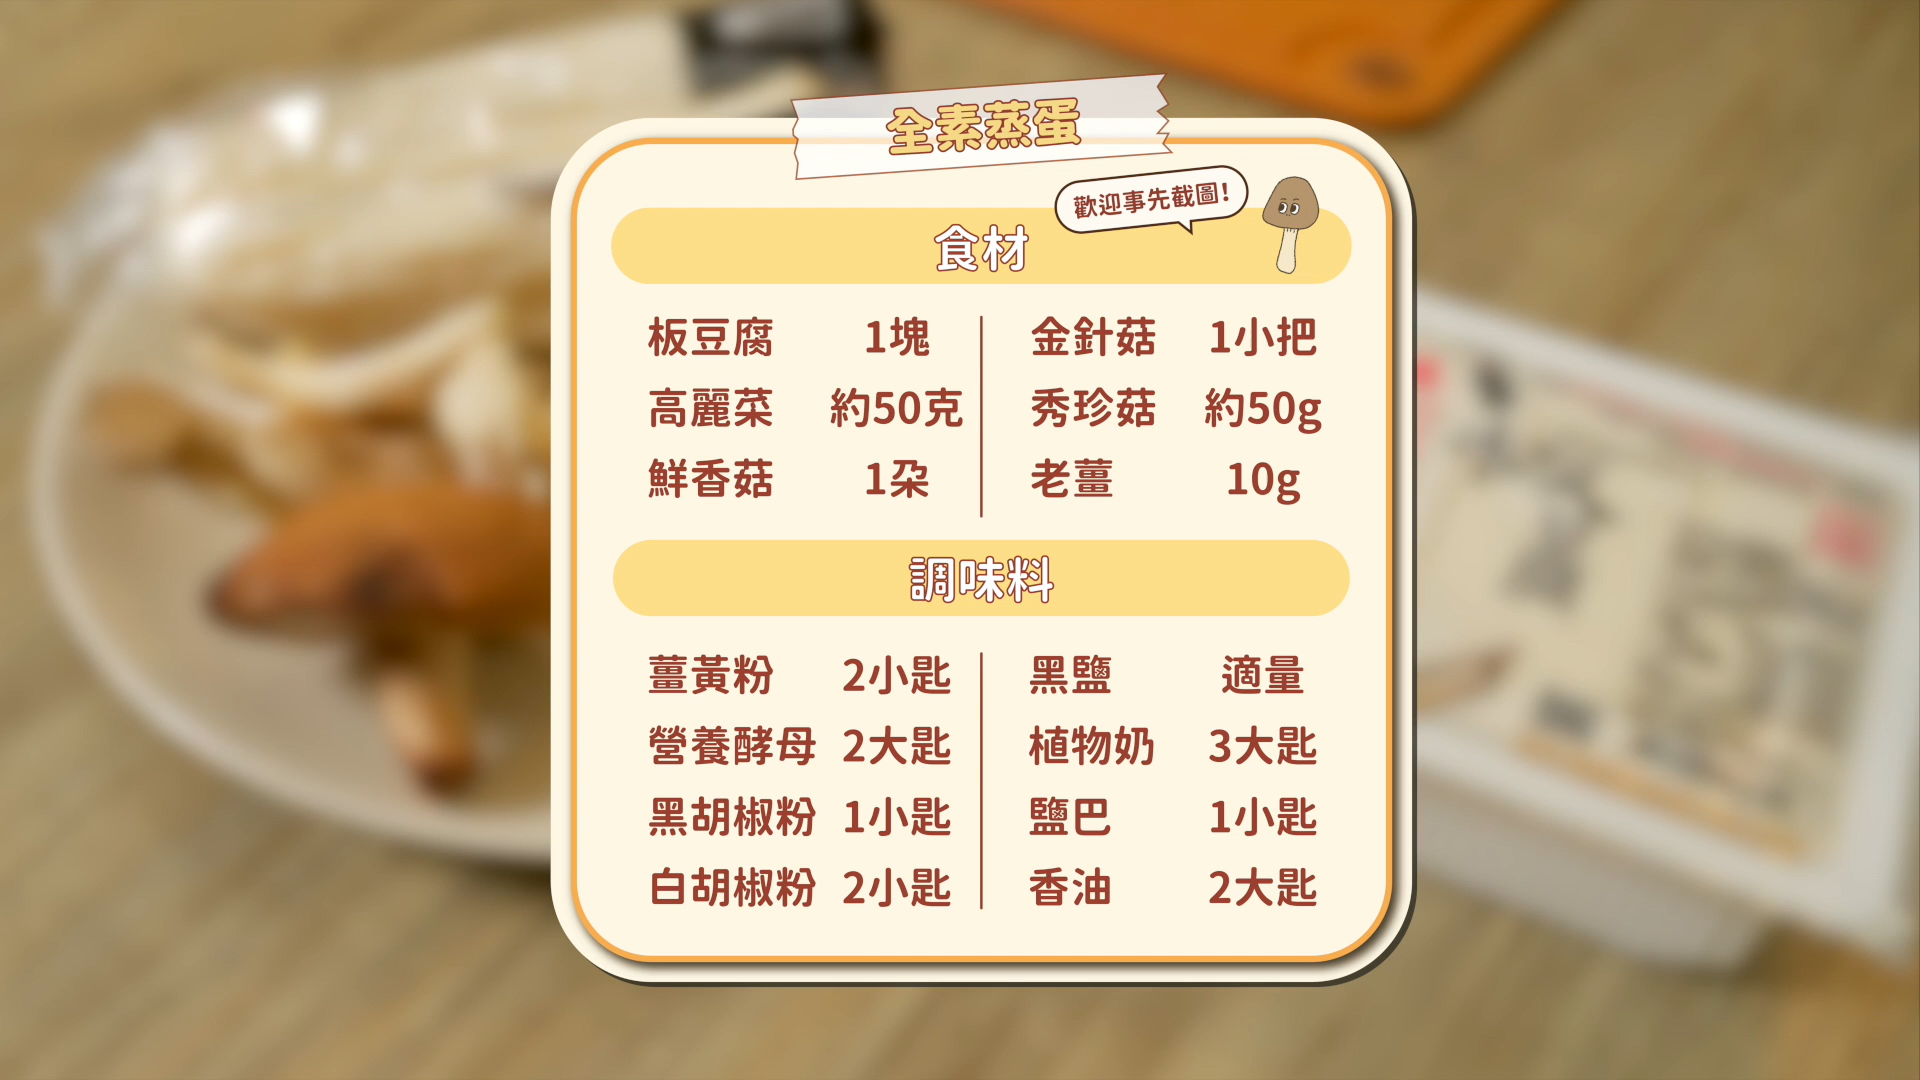 全素蒸蛋
歡迎事先截圖!
食材
板豆腐 1塊 金針菇 1小把
高麗菜 約50克 秀珍菇 約50g
鮮香菇 1朶 老薑 10g
調味料
薑黃粉 2小匙 黑鹽 適量
營養酵母 2大匙 植物奶 3大匙
黑胡椒粉 1小匙 鹽巴 1小匙
白胡椒粉 2小匙 香油 2大匙